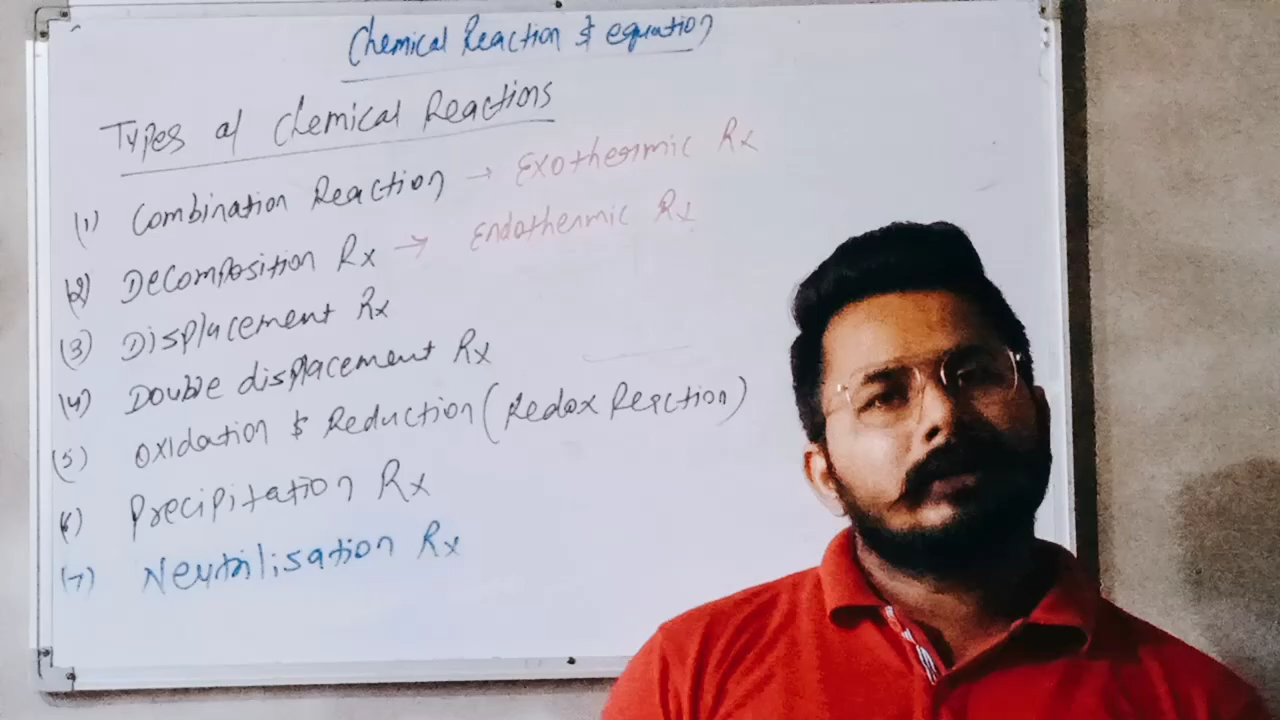 Chemical Reaction & equation
Types of Chemical Reactions
(1) Combination Reaction → Exothermic Rx
(2) Decomposition Rx → Endothermic Rx
(3) Displacement Rx
(4) Double displacement Rx
(5) Oxidation & Reduction (Redox Reaction)
(6) Precipitation Rx
(7) Neutrilisation Rx